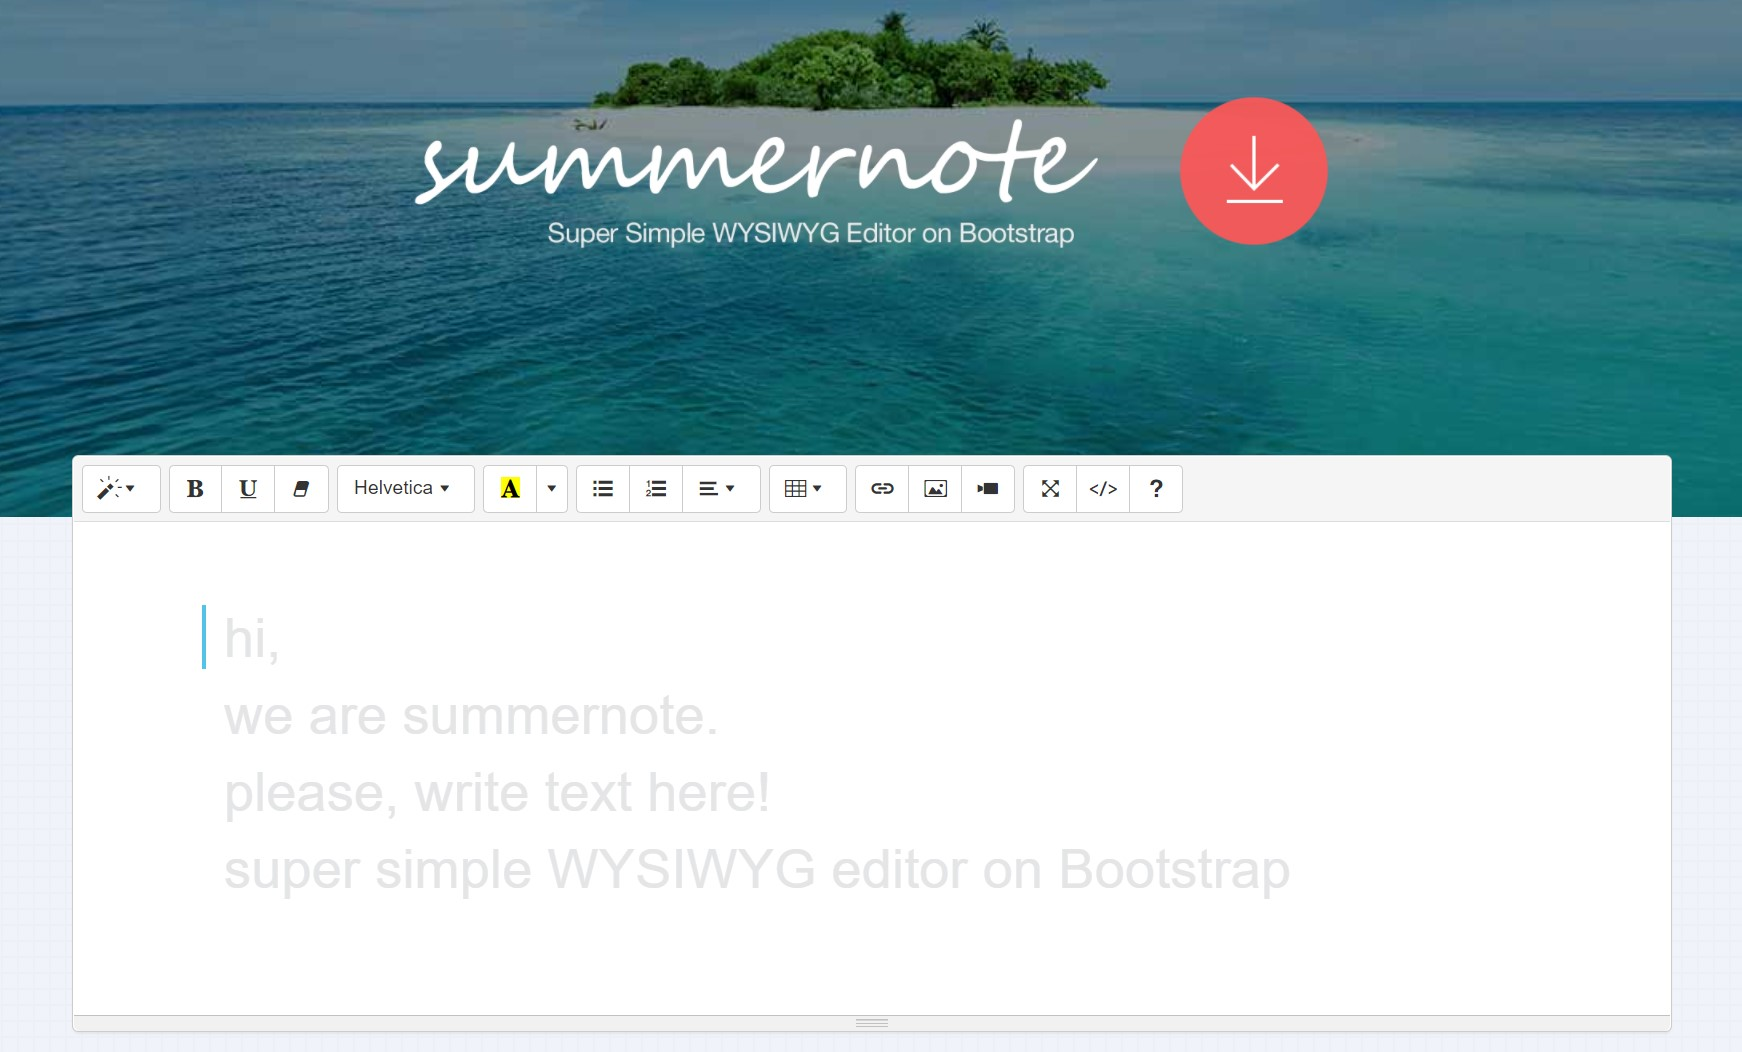 summernote
Super Simple WYSIWYG Editor on Bootstrap
B U Helvetica A </> ?
hi,
we are summernote.
please, write text here!
super simple WYSIWYG editor on Bootstrap